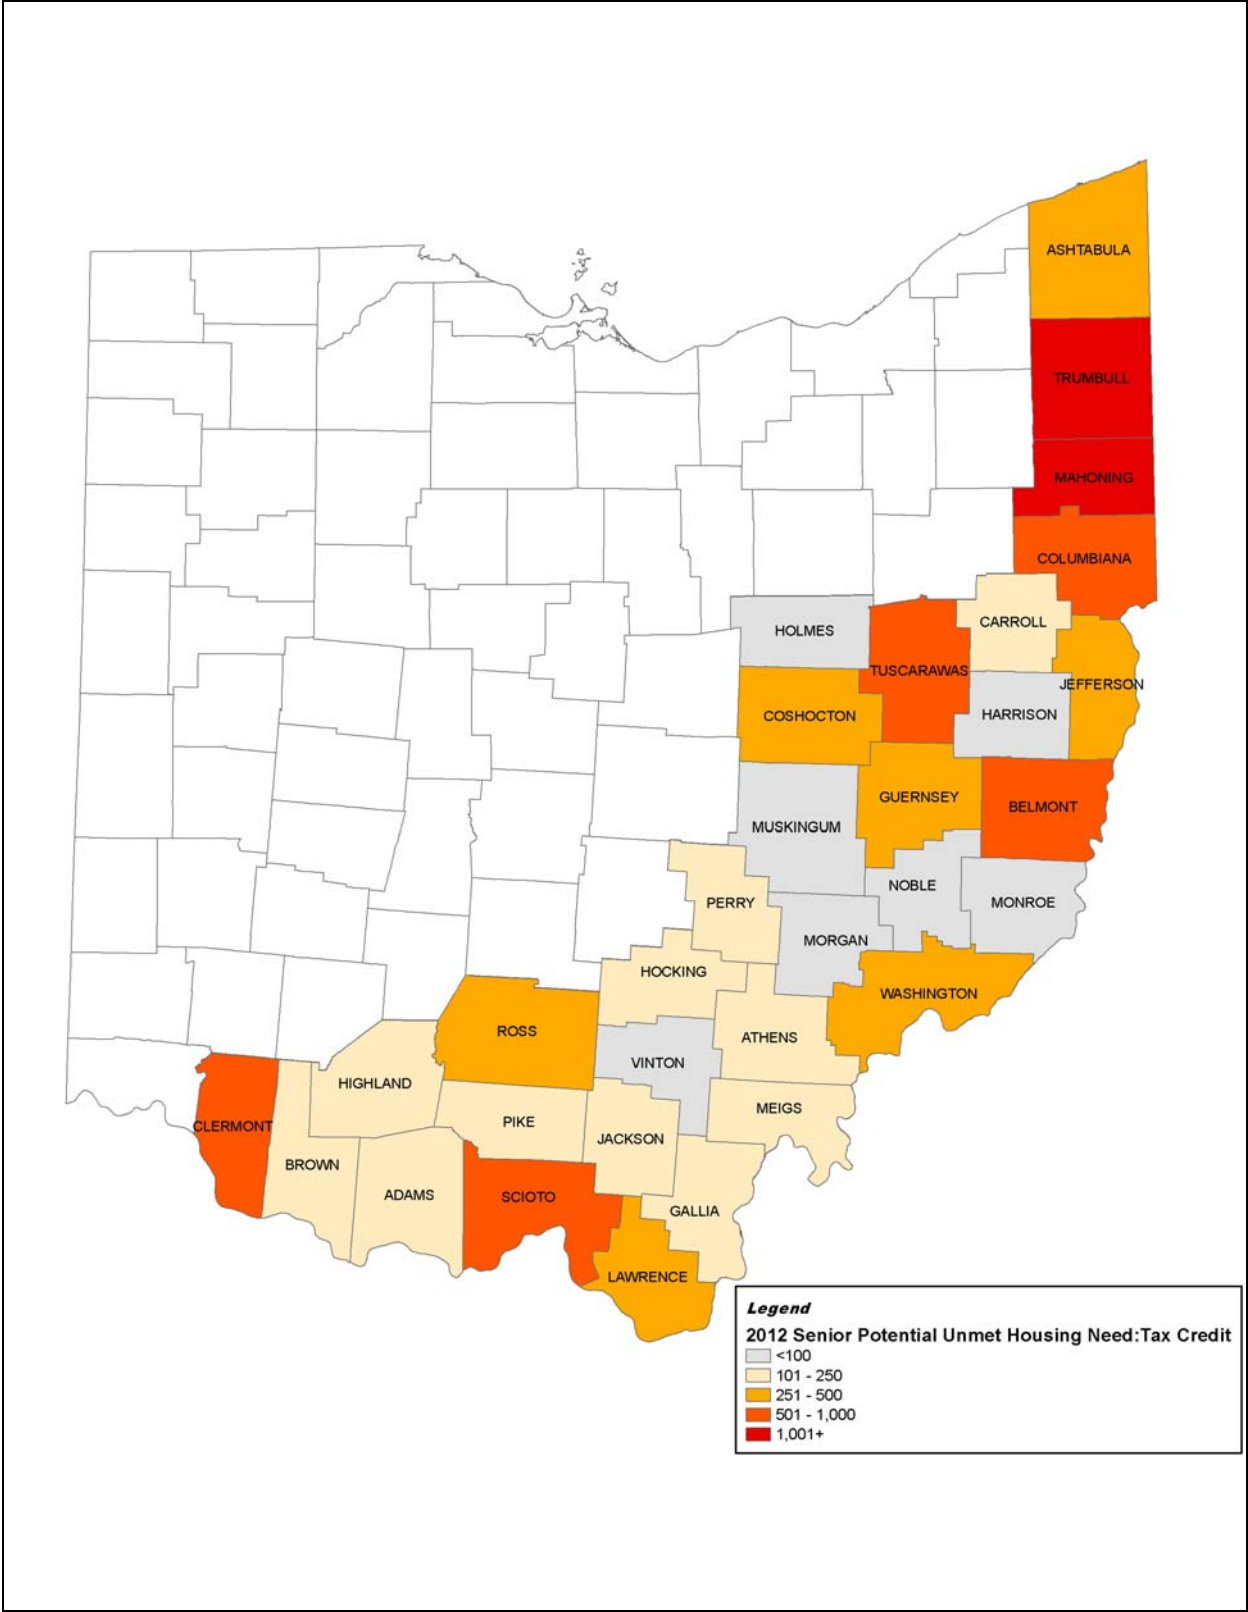 ASHTABULA
TRUMBULL
MAHONING
COLUMBIANA
CARROLL
HOLMES
TUSCARAWAS
JEFFERSON
HARRISON
COSHOCTON
GUERNSEY
BELMONT
MUSKINGUM
NOBLE
PERRY
MONROE
MORGAN
HOCKING
WASHINGTON
ROSS
ATHENS
VINTON
HIGHLAND
MEIGS
PIKE
CLERMONT
JACKSON
BROWN
ADAMS
SCIOTO
GALLIA
LAWRENCE
Legend
2012 Senior Potential Unmet Housing Need:Tax Credit
<100
101 - 250
251 - 500
501 - 1,000
1,001+